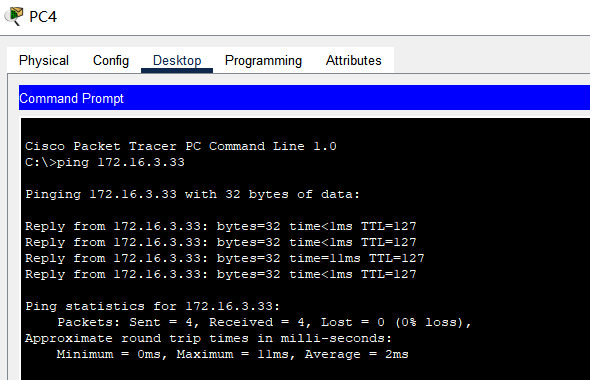 PC4
Physical Config Desktop Programming Attributes
Command Prompt
Cisco Packet Tracer PC Command Line 1.0
C:\>ping 172.16.3.33
Pinging 172.16.3.33 with 32 bytes of data:
Reply from 172.16.3.33: bytes=32 time<1ms TTL=127
Reply from 172.16.3.33: bytes=32 time<1ms TTL=127
Reply from 172.16.3.33: bytes=32 time=11ms TTL=127
Reply from 172.16.3.33: bytes=32 time<1ms TTL=127
Ping statistics for 172.16.3.33:
    Packets: Sent = 4, Received = 4, Lost = 0 (0% loss),
Approximate round trip times in milli-seconds:
    Minimum = 0ms, Maximum = 11ms, Average = 2ms